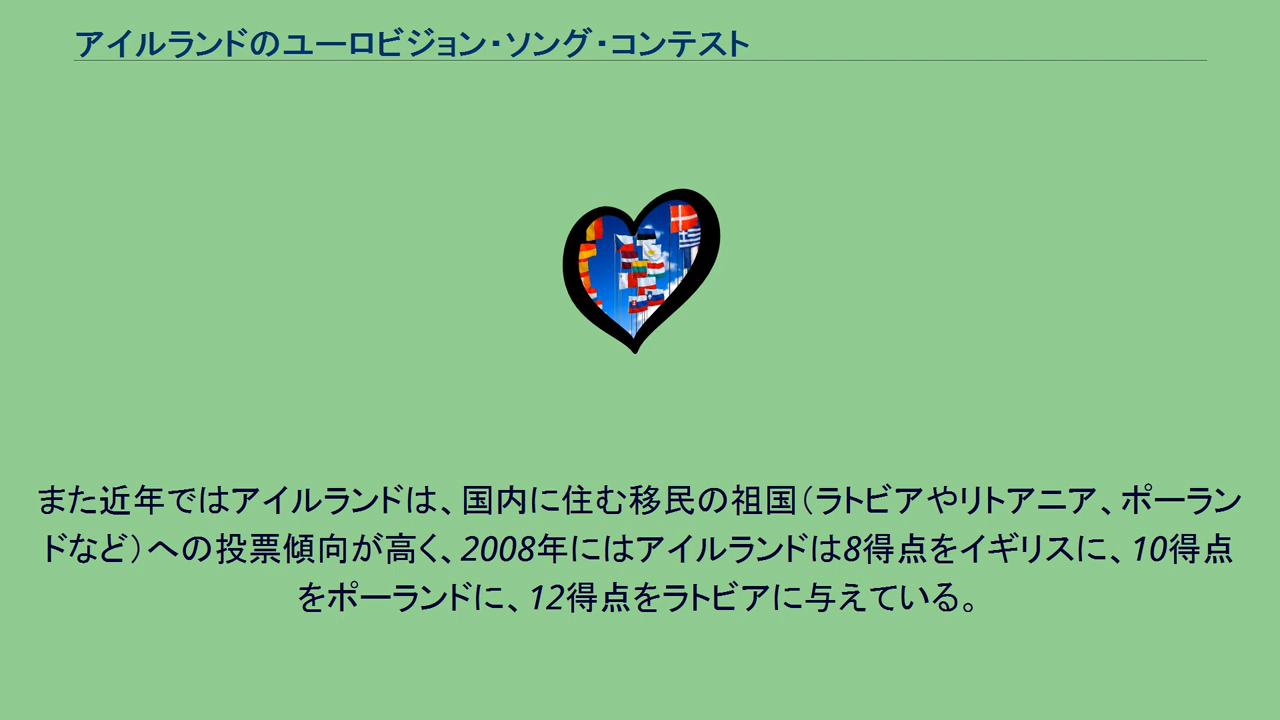 アイルランドのユーロビジョン・ソング・コンテスト
また近年ではアイルランドは、国内に住む移民の祖国(ラトビアやリトアニア、ポーラン
ドなど)への投票傾向が高く、2008年にはアイルランドは8得点をイギリスに、10得点
をポーランドに、12得点をラトビアに与えている。